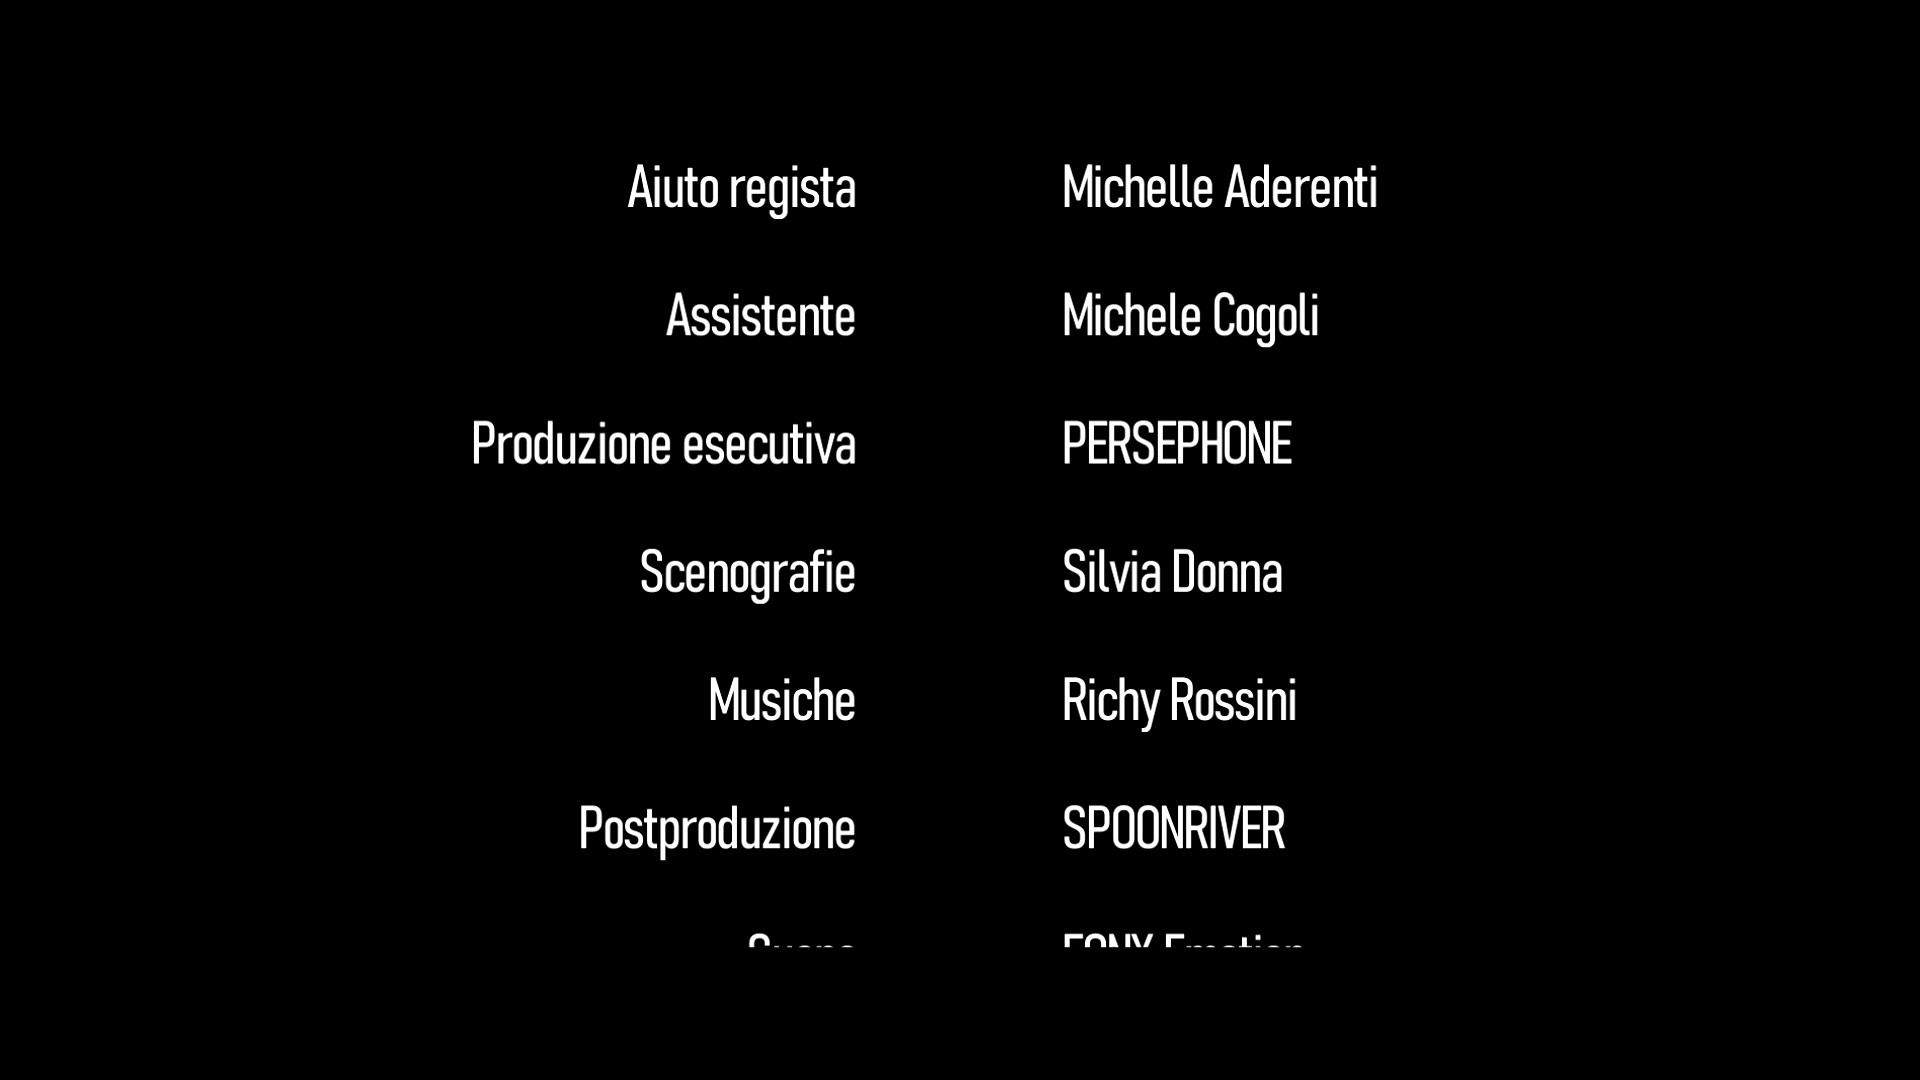 Aiuto regista Michelle Aderenti
Assistente Michele Cogoli
Produzione esecutiva PERSEPHONE
Scenografie Silvia Donna
Musiche Richy Rossini
Postproduzione SPOONRIVER